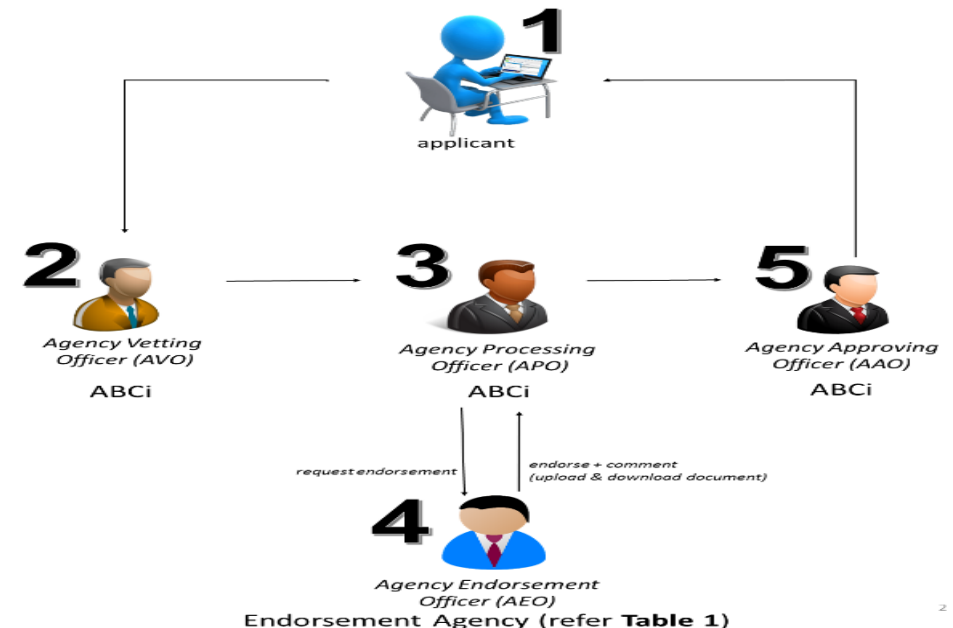 1
applicant
2
Agency Vetting
Officer (AVO)
ABCi
3
Agency Processing
Officer (APO)
ABCi
5
Agency Approving
Officer (AAO)
ABCi
request endorsement
endorse + comment
(upload & download document)
4
Agency Endorsement
Officer (AEO)
Endorsement Agency (refer Table 1)
2